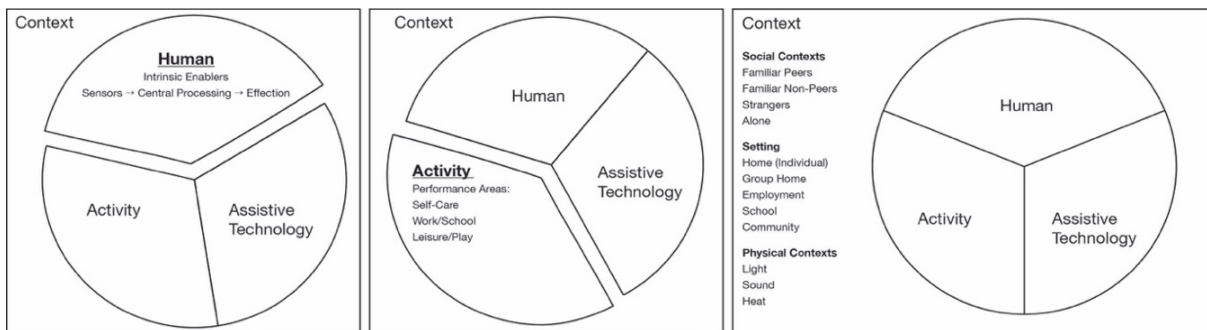 Context
Human
Intrinsic Enablers
Sensors → Central Processing → Effection
Activity
Assistive
Technology
Context
Human
Activity
Performance Areas:
Self-Care
Work/School
Leisure/Play
Assistive
Technology
Context
Social Contexts
Familiar Peers
Familiar Non-Peers
Strangers
Alone
Setting
Home (Individual)
Group Home
Employment
School
Community
Physical Contexts
Light
Sound
Heat
Human
Activity
Assistive
Technology